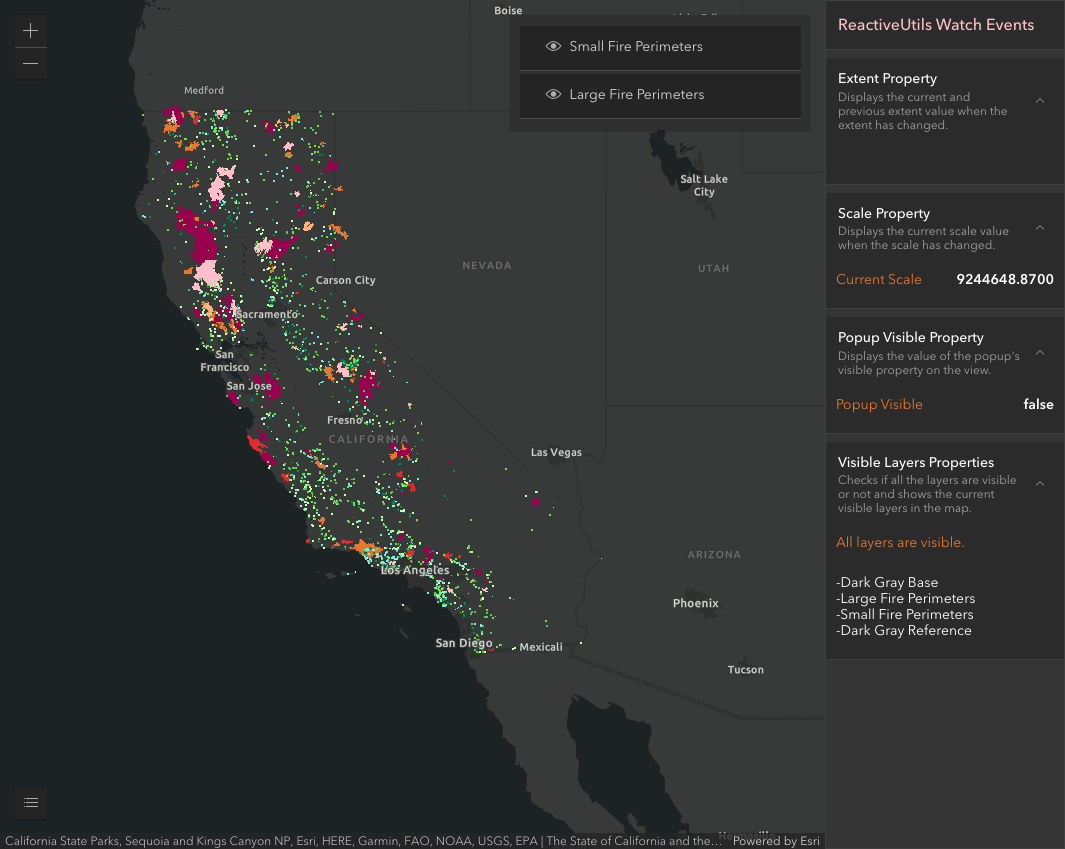 Boise
Small Fire Perimeters
Large Fire Perimeters
Medford
Salt Lake
City
NEVADA
UTAH
Carson City
Sacramento
San
Francisco
San Jose
Fresno
CALIFORNIA
Las Vegas
Los Angeles
ARIZONA
Phoenix
San Diego
Mexicali
Tucson
Hermosillo
California State Parks, Sequoia and Kings Canyon NP, Esri, HERE, Garmin, FAO, NOAA, USGS, EPA | The State of California and the...
Powered by Esri
ReactiveUtils Watch Events
Extent Property
Displays the current and
previous extent value when the
extent has changed.
Scale Property
Displays the current scale value
when the scale has changed.
Current Scale 9244648.8700
Popup Visible Property
Displays the value of the popup's
visible property on the view.
Popup Visible false
Visible Layers Properties
Checks if all the layers are visible
or not and shows the current
visible layers in the map.
All layers are visible.
-Dark Gray Base
-Large Fire Perimeters
-Small Fire Perimeters
-Dark Gray Reference